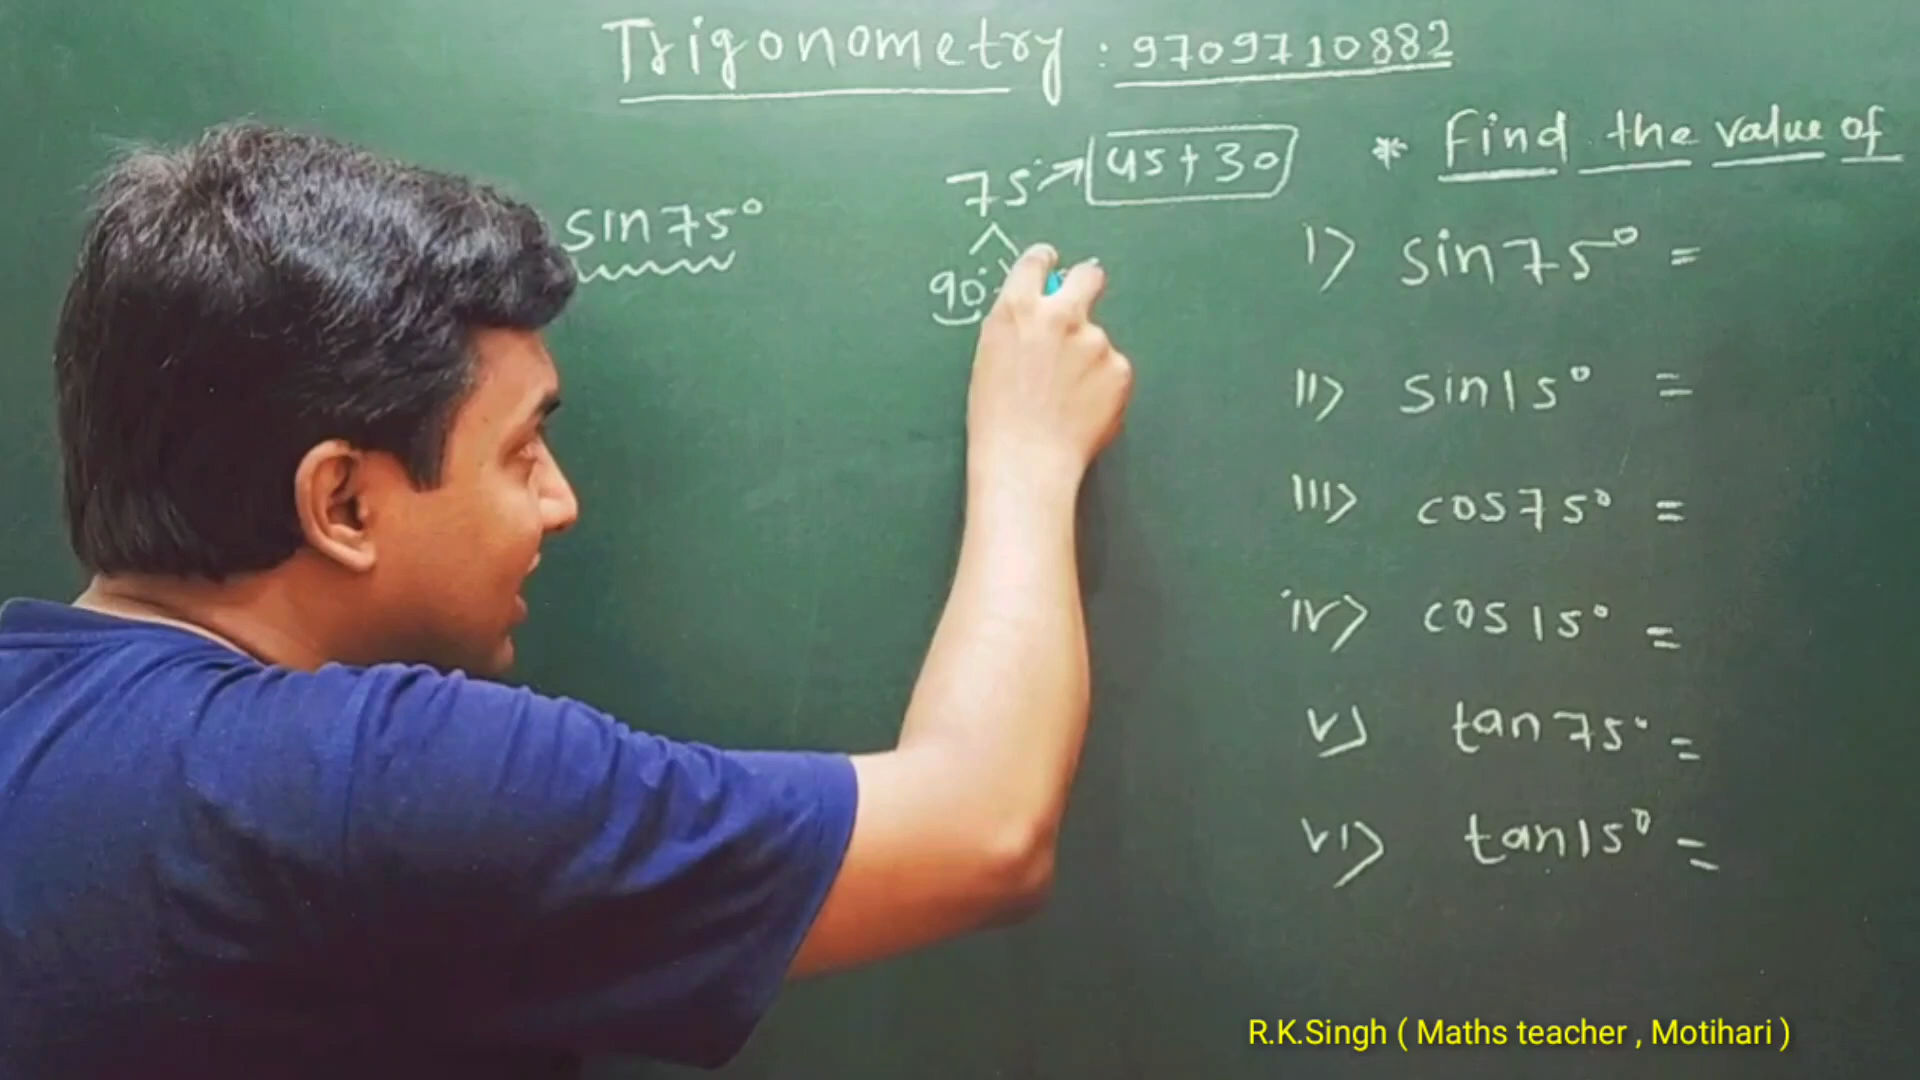 Trigonometry : 9709710882
* Find the value of
sin75°
75° → 45+30
90°
i) sin75° =
ii) sin15° =
iii) cos75° =
iv) cos15° =
v) tan75° =
vi) tan15° =
R.K.Singh ( Maths teacher , Motihari )